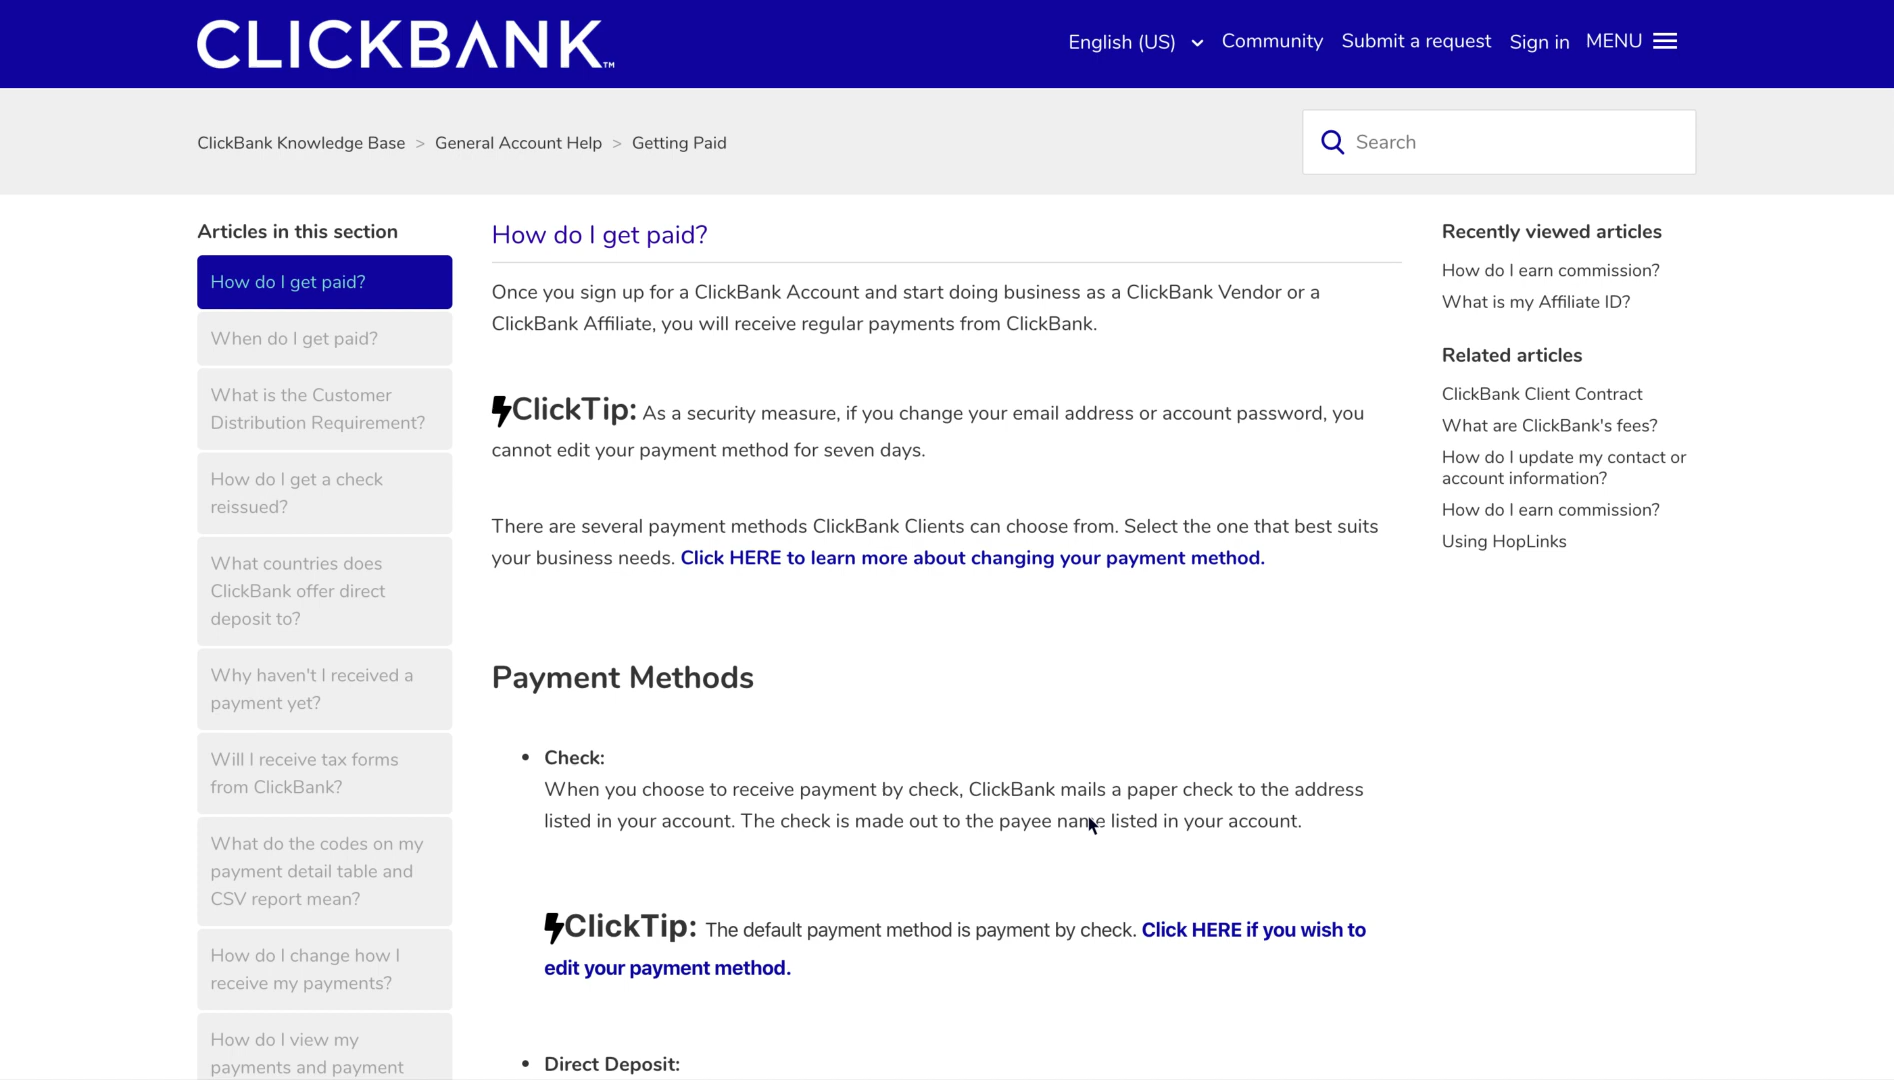 CLICKBANK™
English (US)
Community
Submit a request
Sign in
MENU
ClickBank Knowledge Base > General Account Help > Getting Paid
Search
Articles in this section
How do I get paid?
When do I get paid?
What is the Customer
Distribution Requirement?
How do I get a check
reissued?
What countries does
ClickBank offer direct
deposit to?
Why haven't I received a
payment yet?
Will I receive tax forms
from ClickBank?
What do the codes on my
payment detail table and
CSV report mean?
How do I change how I
receive my payments?
How do I view my
payments and payment
How do I get paid?
Once you sign up for a ClickBank Account and start doing business as a ClickBank Vendor or a
ClickBank Affiliate, you will receive regular payments from ClickBank.
ClickTip: As a security measure, if you change your email address or account password, you
cannot edit your payment method for seven days.
There are several payment methods ClickBank Clients can choose from. Select the one that best suits
your business needs. Click HERE to learn more about changing your payment method.
Payment Methods
• Check:
When you choose to receive payment by check, ClickBank mails a paper check to the address
listed in your account. The check is made out to the payee name listed in your account.
ClickTip: The default payment method is payment by check. Click HERE if you wish to
edit your payment method.
• Direct Deposit:
Recently viewed articles
How do I earn commission?
What is my Affiliate ID?
Related articles
ClickBank Client Contract
What are ClickBank's fees?
How do I update my contact or
account information?
How do I earn commission?
Using HopLinks